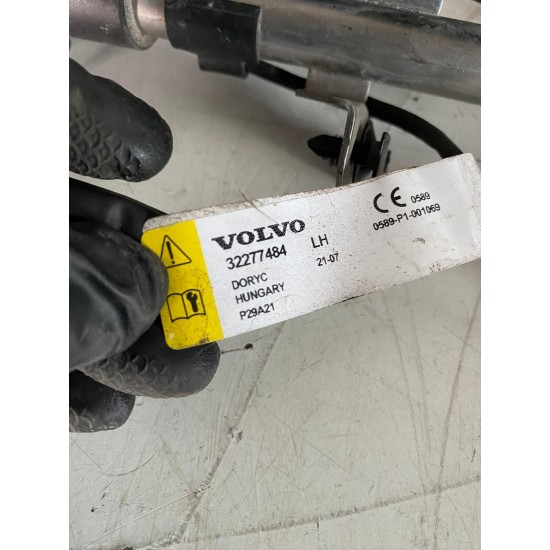 VOLVO
32277484 LH
21-07
DORYC
HUNGARY
P29A21
CE 0589
0589-P1-001069